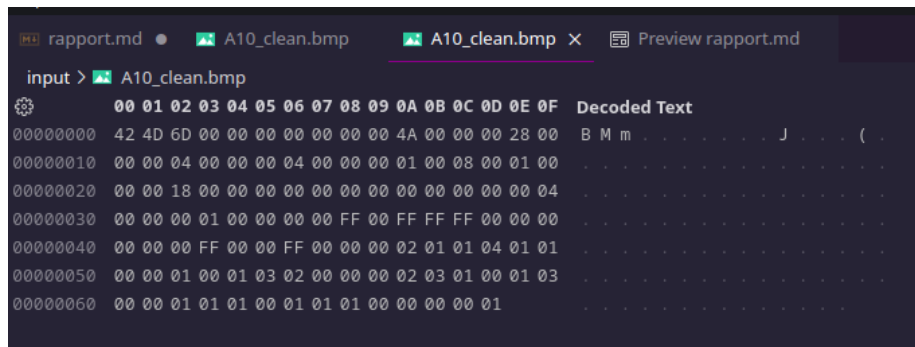 rapport.md ● A10_clean.bmp A10_clean.bmp × Preview rapport.md
input > A10_clean.bmp
00 01 02 03 04 05 06 07 08 09 0A 0B 0C 0D 0E 0F Decoded Text
00000000 42 4D 6D 00 00 00 00 00 00 00 4A 00 00 00 28 00 B M m . . . . . . . J . . . ( .
00000010 00 00 04 00 00 00 04 00 00 00 01 00 08 00 01 00 . . . . . . . . . . . . . . . .
00000020 00 00 18 00 00 00 00 00 00 00 00 00 00 00 00 04 . . . . . . . . . . . . . . . .
00000030 00 00 00 01 00 00 00 00 FF 00 FF FF FF 00 00 00 . . . . . . . . . . . . . . . .
00000040 00 00 00 FF 00 00 FF 00 00 00 02 01 01 04 01 01 . . . . . . . . . . . . . . . .
00000050 00 00 01 00 01 03 02 00 00 00 02 03 01 00 01 03 . . . . . . . . . . . . . . . .
00000060 00 00 01 01 01 00 01 01 01 00 00 00 00 01 . . . . . . . . . . . . . .